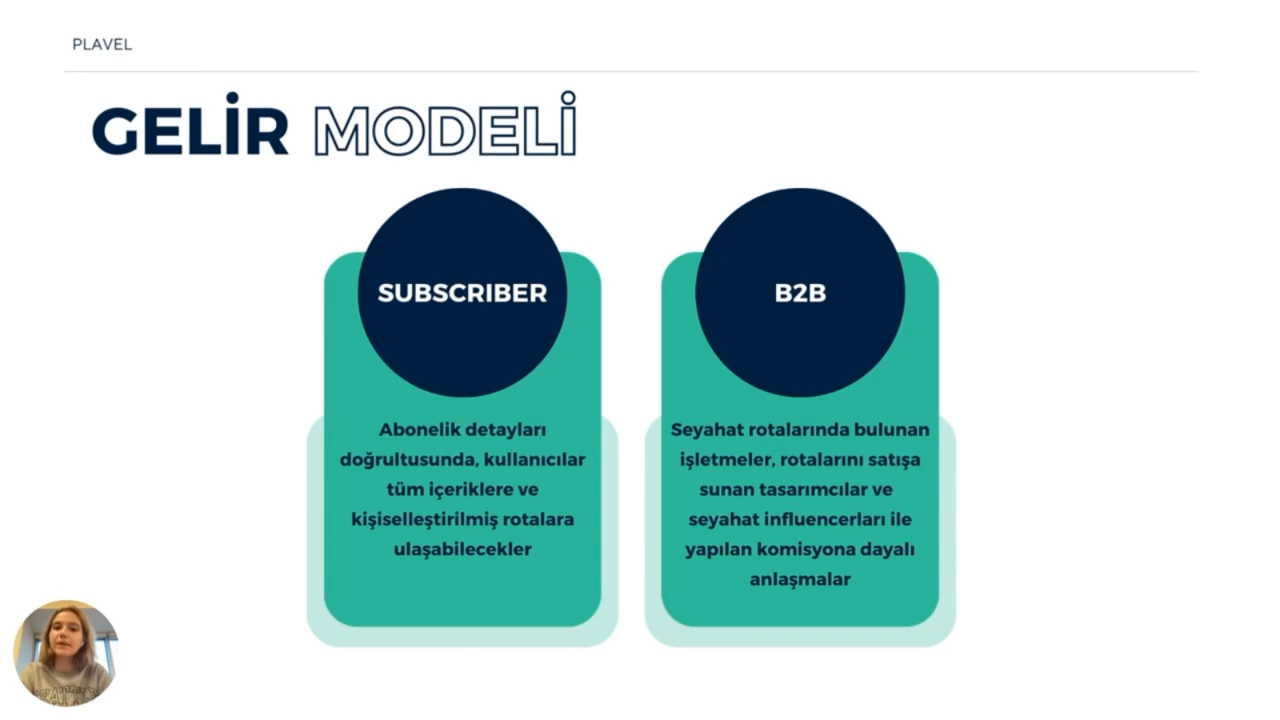 PLAVEL
GELİR MODELİ
SUBSCRIBER
Abonelik detayları
doğrultusunda, kullanıcılar
tüm içeriklere ve
kişiselleştirilmiş rotalara
ulaşabilecekler
B2B
Seyahat rotalarında bulunan
işletmeler, rotalarını satışa
sunan tasarımcılar ve
seyahat influencerları ile
yapılan komisyona dayalı
anlaşmalar